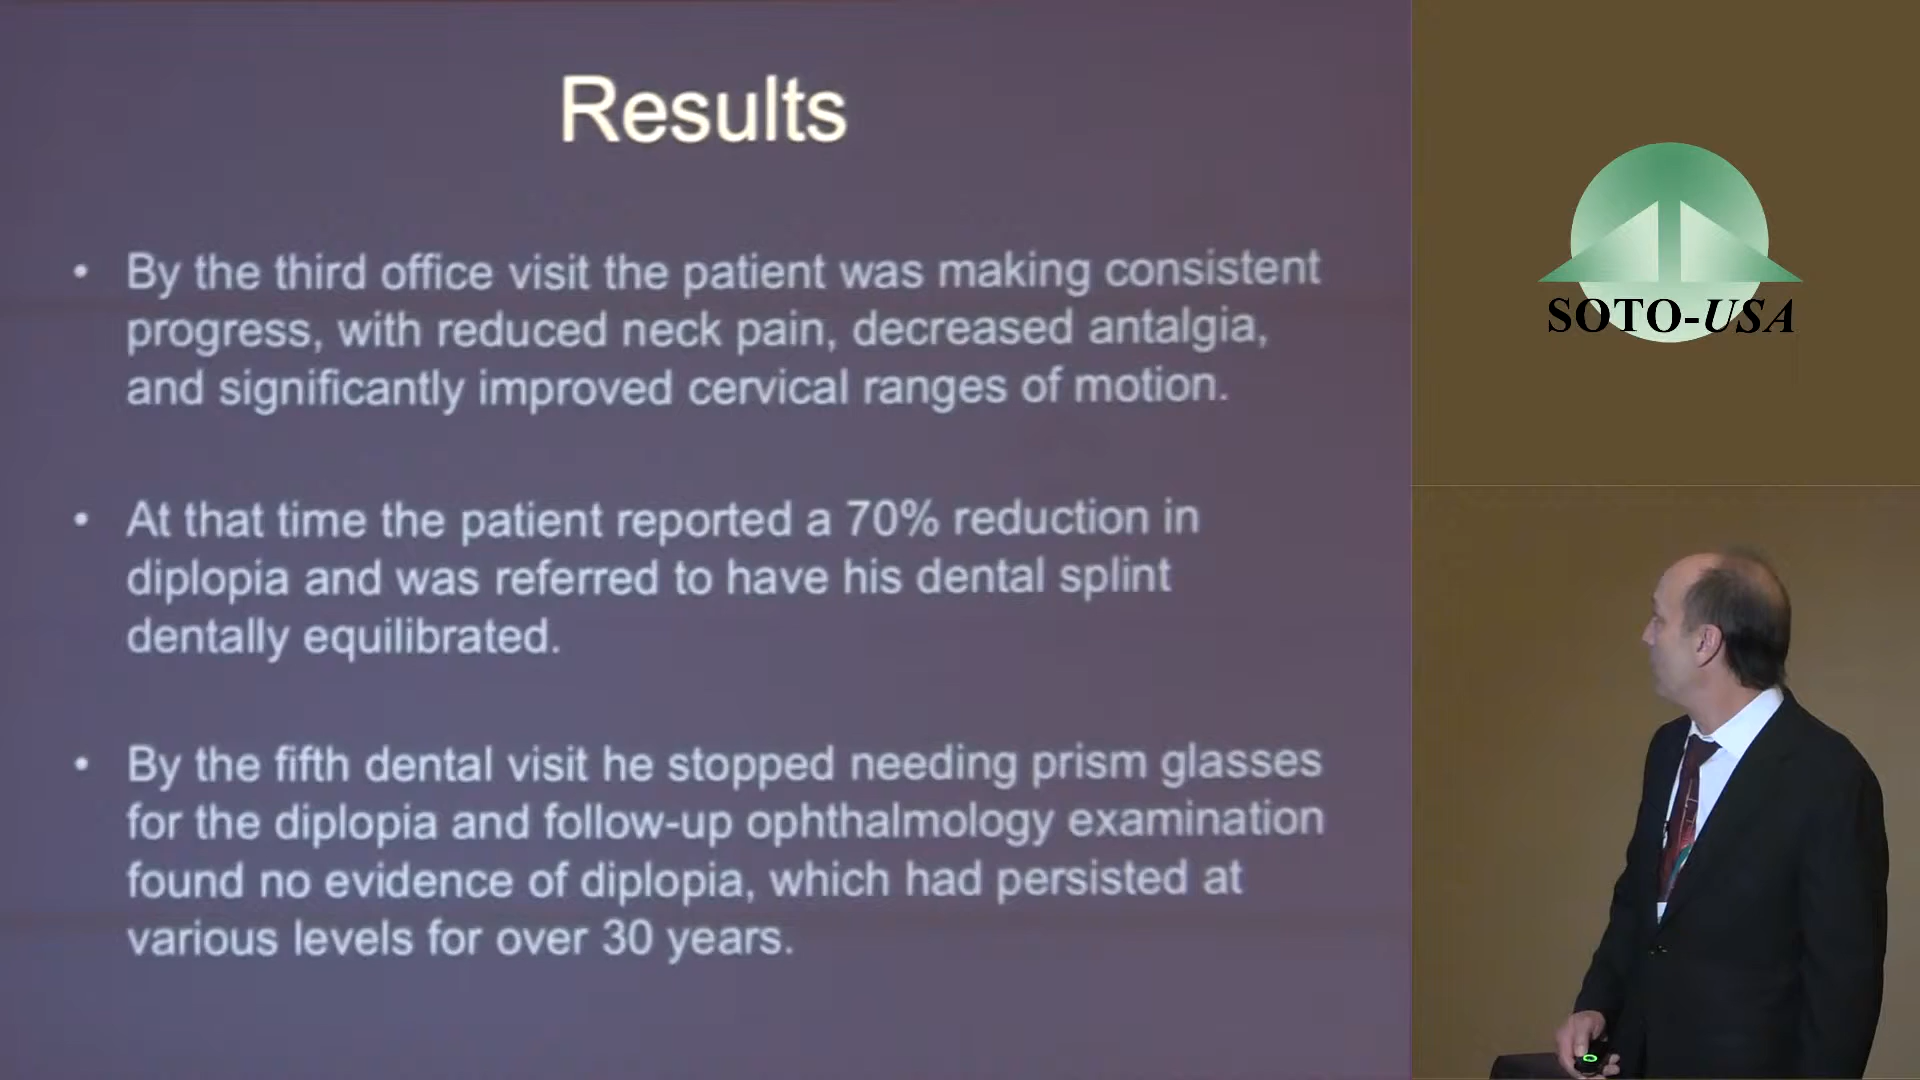 Results
• By the third office visit the patient was making consistent
progress, with reduced neck pain, decreased antalgia,
and significantly improved cervical ranges of motion.
• At that time the patient reported a 70% reduction in
diplopia and was referred to have his dental splint
dentally equilibrated.
• By the fifth dental visit he stopped needing prism glasses
for the diplopia and follow-up ophthalmology examination
found no evidence of diplopia, which had persisted at
various levels for over 30 years.
SOTO-USA